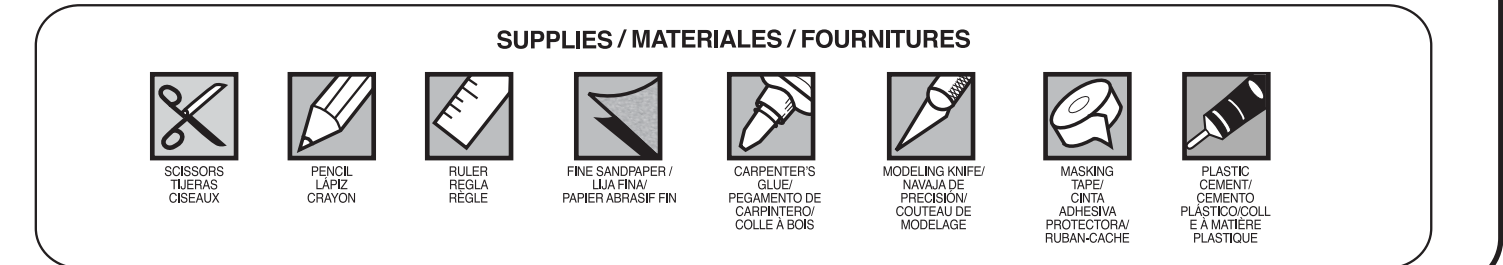 SUPPLIES / MATERIALES / FOURNITURES
SCISSORS
TIJERAS
CISEAUX
PENCIL
LÁPIZ
CRAYON
RULER
REGLA
RÈGLE
FINE SANDPAPER /
LIJA FINA/
PAPIER ABRASIF FIN
CARPENTER'S
GLUE/
PEGAMENTO DE
CARPINTERO/
COLLE À BOIS
MODELING KNIFE/
NAVAJA DE
PRECISIÓN/
COUTEAU DE
MODELAGE
MASKING
TAPE/
CINTA
ADHESIVA
PROTECTORA/
RUBAN-CACHE
PLASTIC
CEMENT/
CEMENTO
PLÁSTICO/COLL
E À MATIÈRE
PLASTIQUE